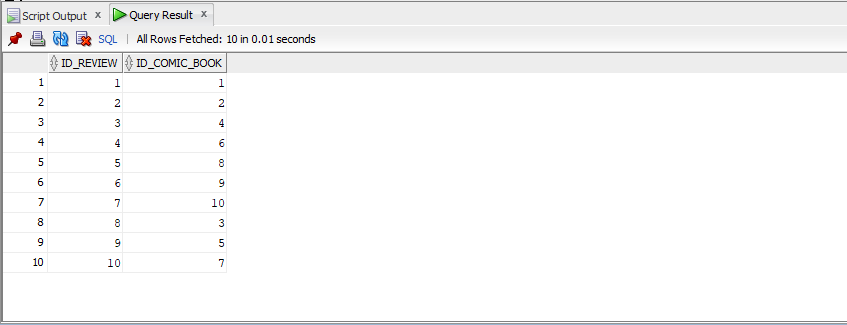 Script Output x Query Result x
SQL | All Rows Fetched: 10 in 0.01 seconds
ID_REVIEW ID_COMIC_BOOK
1 1 1
2 2 2
3 3 4
4 4 6
5 5 8
6 6 9
7 7 10
8 8 3
9 9 5
10 10 7